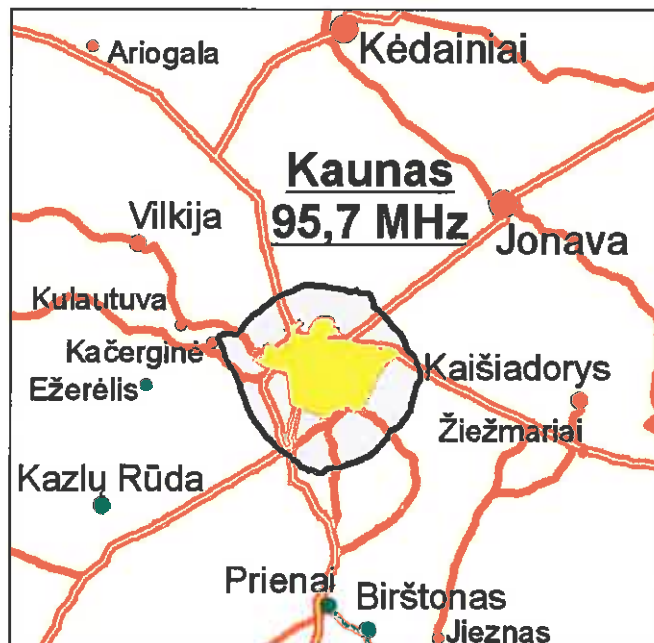 Ariogala
Kėdainiai
Kaunas
95,7 MHz
Vilkija
Jonava
Kulautuva
Kačerginė
Ežerėlis
Kaišiadorys
Žiežmariai
Kazlų Rūda
Prienai
Birštonas
Jieznas